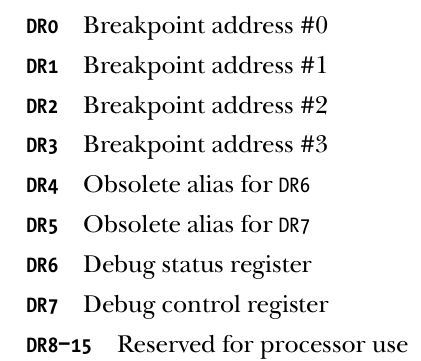 DR0 Breakpoint address #0
DR1 Breakpoint address #1
DR2 Breakpoint address #2
DR3 Breakpoint address #3
DR4 Obsolete alias for DR6
DR5 Obsolete alias for DR7
DR6 Debug status register
DR7 Debug control register
DR8–15 Reserved for processor use